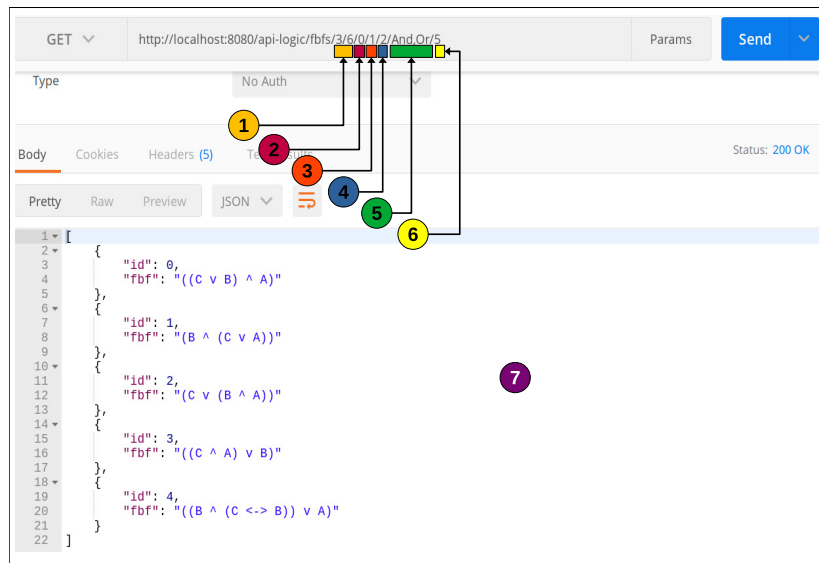 GET http://localhost:8080/api-logic/fbfs/3/6/0/1/2/And,Or/5 Params Send
Type No Auth
1
2
3
4
5
6
Body Cookies Headers (5) Status: 200 OK
Pretty Raw Preview JSON
1 [
2 {
3 "id": 0,
4 "fbf": "((C v B) ^ A)"
5 },
6 {
7 "id": 1,
8 "fbf": "(B ^ (C v A))"
9 },
10 {
11 "id": 2,
12 "fbf": "(C v (B ^ A))"
13 },
14 {
15 "id": 3,
16 "fbf": "((C ^ A) v B)"
17 },
18 {
19 "id": 4,
20 "fbf": "((B ^ (C <-> B)) v A)"
21 }
22 ]
7